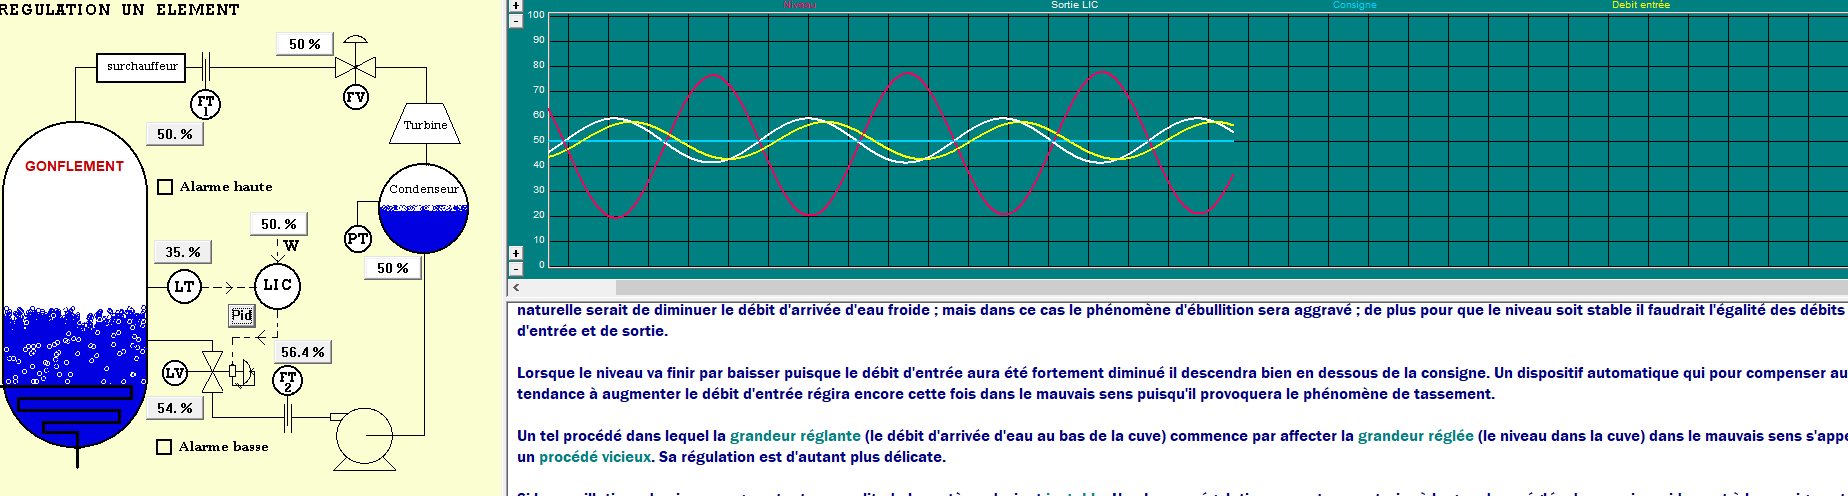 REGULATION UN ELEMENT
50 %
surchauffeur
FT
1
FV
50. %
Turbine
GONFLEMENT
Alarme haute
Condenseur
50. %
W
PT
35. %
50 %
LT
LIC
Pid
56.4 %
LV
FT
2
54. %
Alarme basse
+
-
Niveau
Sortie LIC
Consigne
Debit entrée
100
90
80
70
60
50
40
30
20
10
0
+
-
<
naturelle serait de diminuer le débit d'arrivée d'eau froide ; mais dans ce cas le phénomène d'ébullition sera aggravé ; de plus pour que le niveau soit stable il faudrait l'égalité des débits
d'entrée et de sortie.
Lorsque le niveau va finir par baisser puisque le débit d'entrée aura été fortement diminué il descendra bien en dessous de la consigne. Un dispositif automatique qui pour compenser au
tendance à augmenter le débit d'entrée régira encore cette fois dans le mauvais sens puisqu'il provoquera le phénomène de tassement.
Un tel procédé dans lequel la grandeur réglante (le débit d'arrivée d'eau au bas de la cuve) commence par affecter la grandeur réglée (le niveau dans la cuve) dans le mauvais sens s'appe
un procédé vicieux. Sa régulation est d'autant plus délicate.